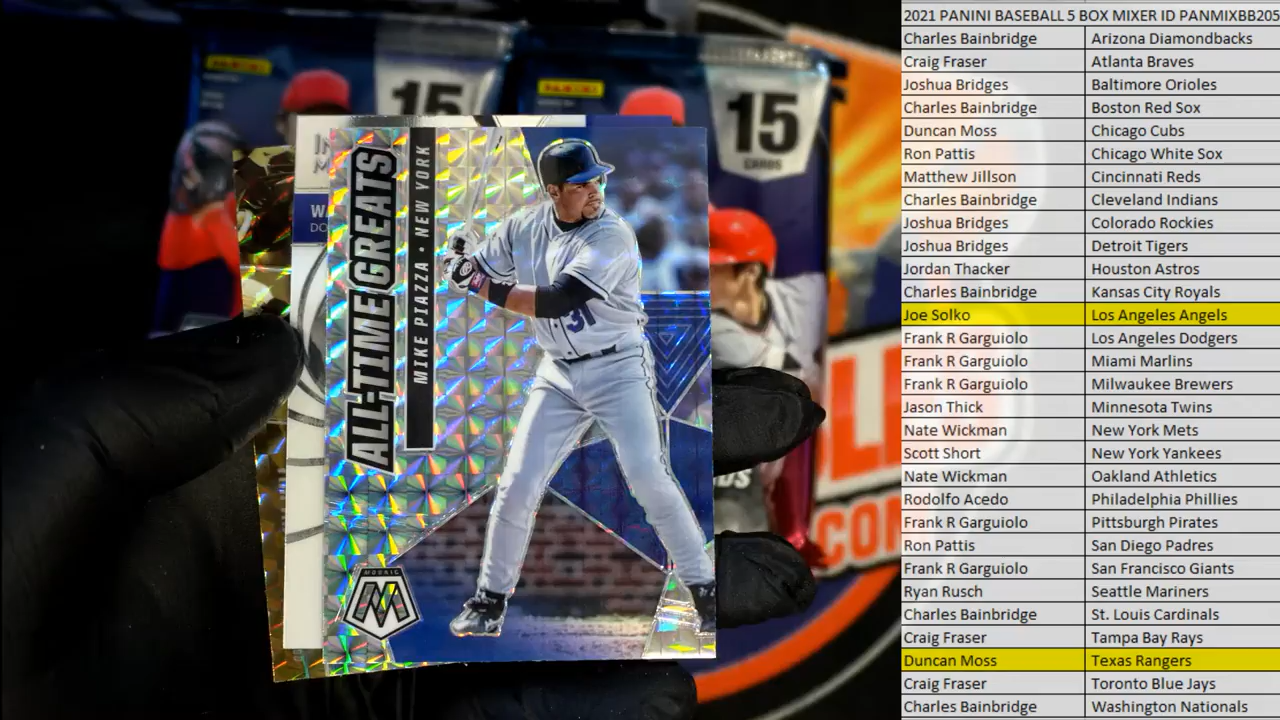 PANINI
15
PANINI
15
CARDS
ALL-TIME GREATS
MIKE PIAZZA • NEW YORK
31
MOSAIC
M
COM
2021 PANINI BASEBALL 5 BOX MIXER ID PANMIXBB205
Charles Bainbridge Arizona Diamondbacks
Craig Fraser Atlanta Braves
Joshua Bridges Baltimore Orioles
Charles Bainbridge Boston Red Sox
Duncan Moss Chicago Cubs
Ron Pattis Chicago White Sox
Matthew Jillson Cincinnati Reds
Charles Bainbridge Cleveland Indians
Joshua Bridges Colorado Rockies
Joshua Bridges Detroit Tigers
Jordan Thacker Houston Astros
Charles Bainbridge Kansas City Royals
Joe Solko Los Angeles Angels
Frank R Garguiolo Los Angeles Dodgers
Frank R Garguiolo Miami Marlins
Frank R Garguiolo Milwaukee Brewers
Jason Thick Minnesota Twins
Nate Wickman New York Mets
Scott Short New York Yankees
Nate Wickman Oakland Athletics
Rodolfo Acedo Philadelphia Phillies
Frank R Garguiolo Pittsburgh Pirates
Ron Pattis San Diego Padres
Frank R Garguiolo San Francisco Giants
Ryan Rusch Seattle Mariners
Charles Bainbridge St. Louis Cardinals
Craig Fraser Tampa Bay Rays
Duncan Moss Texas Rangers
Craig Fraser Toronto Blue Jays
Charles Bainbridge Washington Nationals